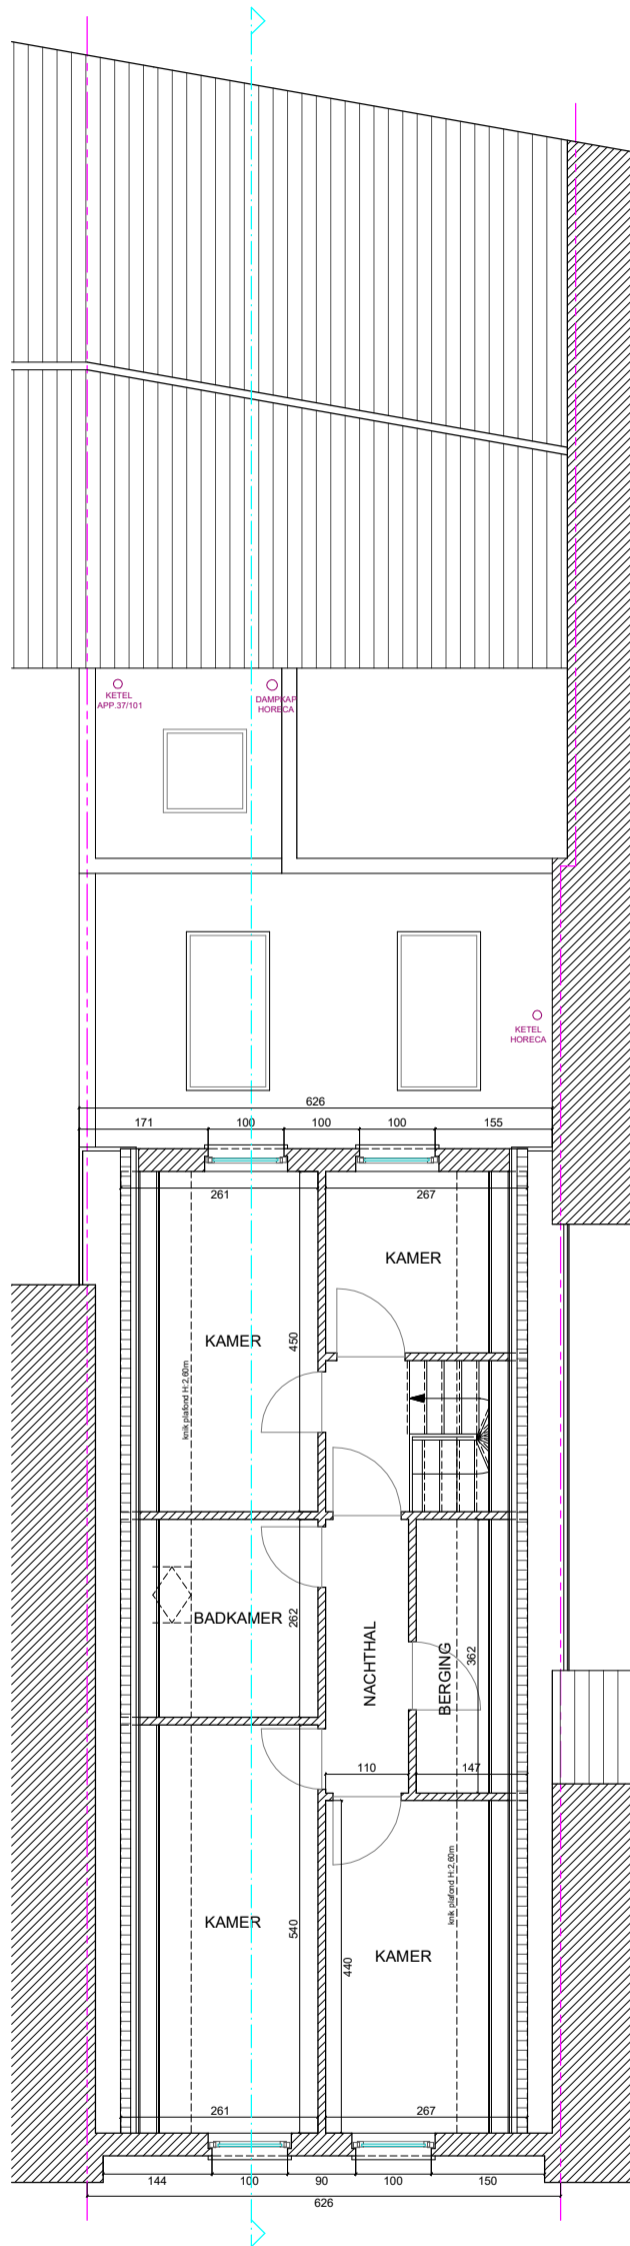 KETEL
APP.37/101
DAMPKAP
HORECA
KETEL
HORECA
626
171 100 100 100 155
261 267
KAMER
KAMER
450
knik plafond H:2,60m
BADKAMER
262
NACHTHAL
BERGING
362
110 147
KAMER
540
KAMER
440
knik plafond H:2,60m
261 267
144 100 90 100 150
626